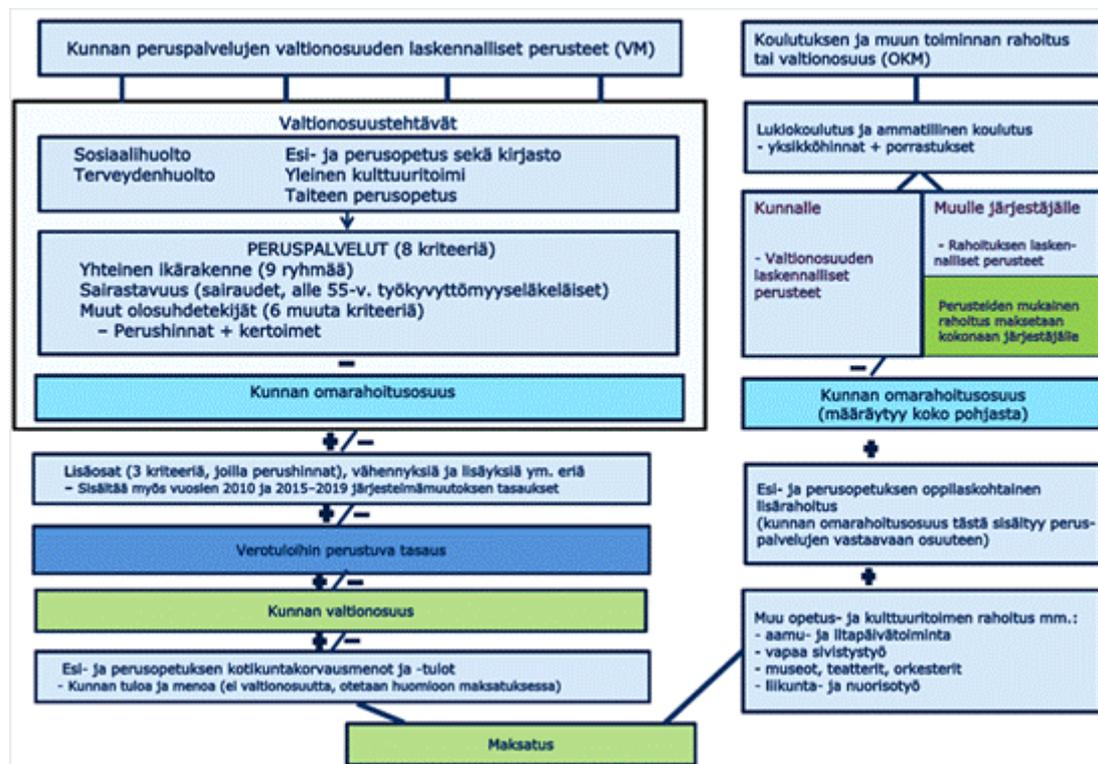 Kunnan peruspalvelujen valtionosuuden laskennalliset perusteet (VM)
Valtionosuustehtävät
Sosiaalihuolto
Terveydenhuolto
Esi- ja perusopetus sekä kirjasto
Yleinen kulttuuritoimi
Taiteen perusopetus
PERUSPALVELUT (8 kriteeriä)
Yhteinen ikärakenne (9 ryhmää)
Sairastavuus (sairaudet, alle 55-v. työkyvyttömyyseläkeläiset)
Muut olosuhdetekijät (6 muuta kriteeriä)
– Perushinnat + kertoimet
–
Kunnan omarahoitusosuus
+/–
Lisäosat (3 kriteeriä, joilla perushinnat), vähennyksiä ja lisäyksiä ym. eriä
– Sisältää myös vuosien 2010 ja 2015–2019 järjestelmämuutoksen tasaukset
+/–
Verotuloihin perustuva tasaus
+/–
Kunnan valtionosuus
+/–
Esi- ja perusopetuksen kotikuntakorvausmenot ja -tulot
- Kunnan tuloa ja menoa (ei valtionosuutta, otetaan huomioon maksatuksessa)
Koulutuksen ja muun toiminnan rahoitus
tai valtionosuus (OKM)
Lukiokoulutus ja ammatillinen koulutus
- yksikköhinnat + porrastukset
Kunnalle
- Valtionosuuden
laskennalliset
perusteet
Muulle järjestäjälle
- Rahoituksen lasken-
nalliset perusteet
Perusteiden mukainen
rahoitus maksetaan
kokonaan järjestäjälle
–
Kunnan omarahoitusosuus
(määräytyy koko pohjasta)
+
Esi- ja perusopetuksen oppilaskohtainen
lisärahoitus
(kunnan omarahoitusosuus tästä sisältyy perus-
palvelujen vastaavaan osuuteen)
+
Muu opetus- ja kulttuuritoimen rahoitus mm.:
- aamu- ja iltapäivätoiminta
- vapaa sivistystyö
- museot, teatterit, orkesterit
- liikunta- ja nuorisotyö
Maksatus